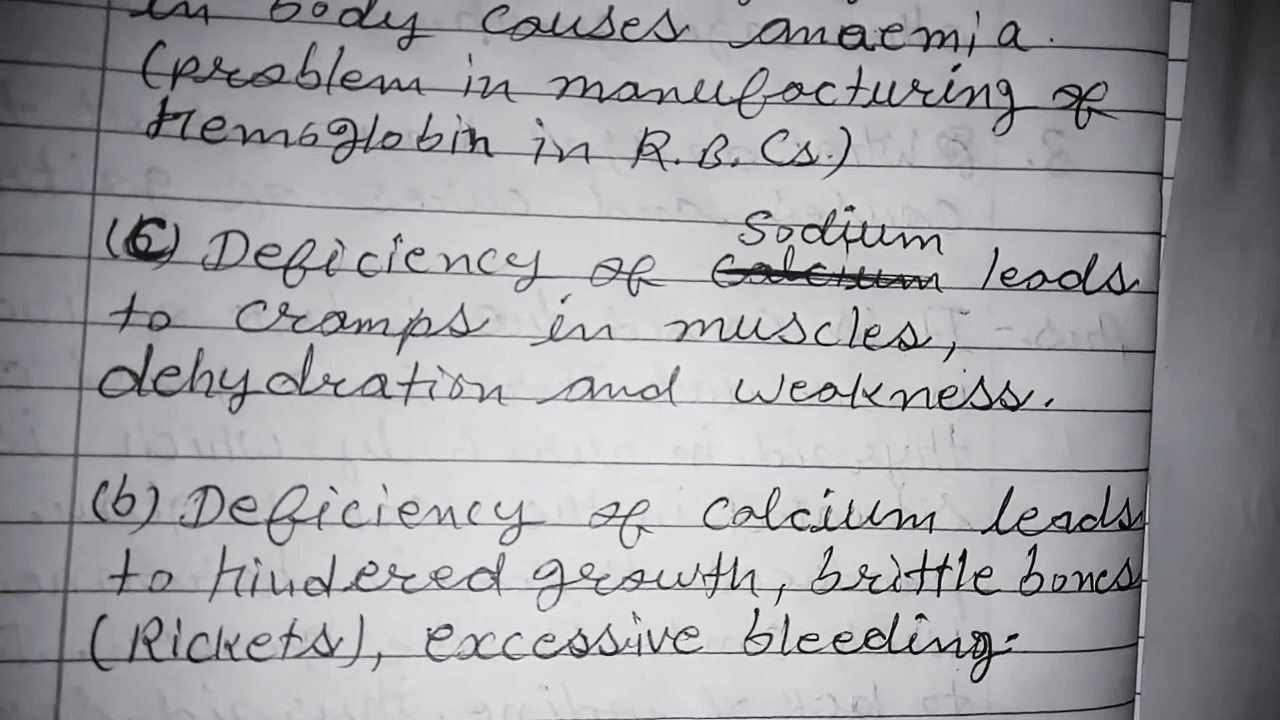 in body causes anaemia.
(problem in manufacturing of
Hemoglobin in R.B.Cs.)
(C) Deficiency of Sodium leads
to cramps in muscles,
dehydration and weakness.
(b) Deficiency of calcium leads
to hindered growth, brittle bones
(Rickets), excessive bleeding.